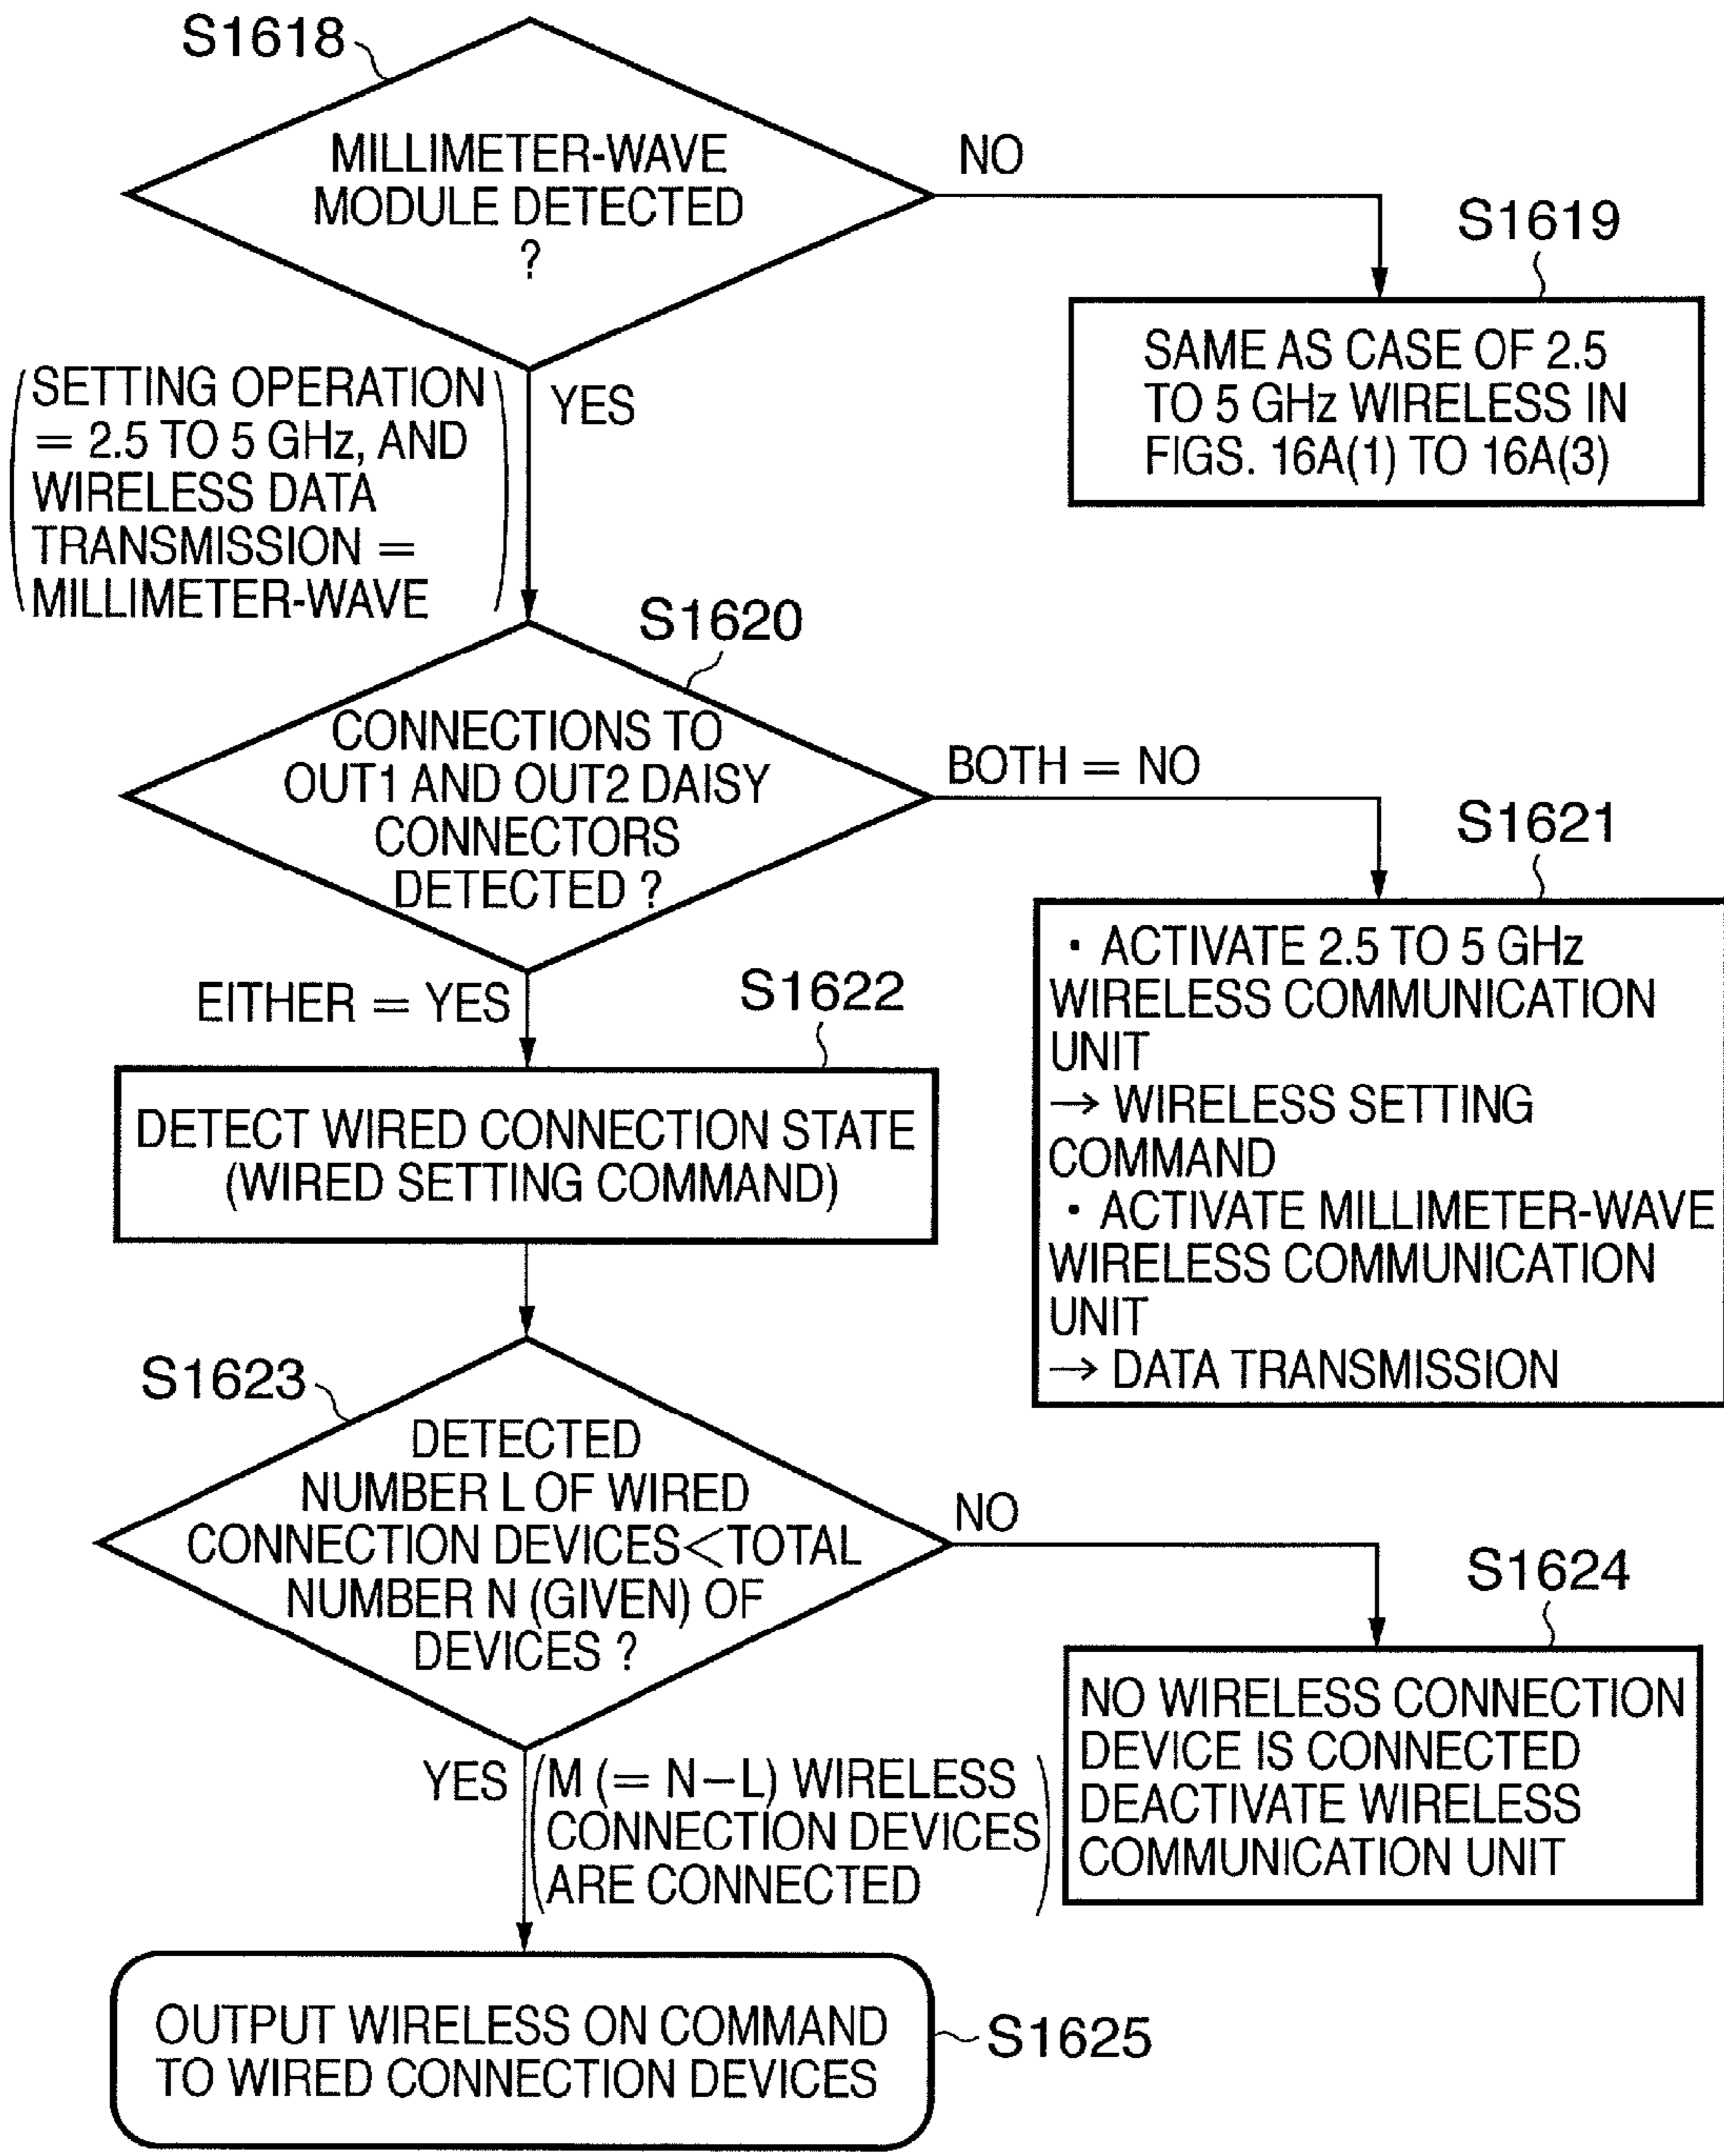 S1618
MILLIMETER-WAVE
MODULE DETECTED
?
NO
S1619
SAME AS CASE OF 2.5
TO 5 GHz WIRELESS IN
FIGS. 16A(1) TO 16A(3)
YES
SETTING OPERATION
= 2.5 TO 5 GHz, AND
WIRELESS DATA
TRANSMISSION =
MILLIMETER-WAVE
S1620
CONNECTIONS TO
OUT1 AND OUT2 DAISY
CONNECTORS
DETECTED ?
BOTH = NO
S1621
· ACTIVATE 2.5 TO 5 GHz
WIRELESS COMMUNICATION
UNIT
→ WIRELESS SETTING
COMMAND
· ACTIVATE MILLIMETER-WAVE
WIRELESS COMMUNICATION
UNIT
→ DATA TRANSMISSION
EITHER = YES
S1622
DETECT WIRED CONNECTION STATE
(WIRED SETTING COMMAND)
S1623
DETECTED
NUMBER L OF WIRED
CONNECTION DEVICES<TOTAL
NUMBER N (GIVEN) OF
DEVICES ?
NO
S1624
NO WIRELESS CONNECTION
DEVICE IS CONNECTED
DEACTIVATE WIRELESS
COMMUNICATION UNIT
YES
M (= N−L) WIRELESS
CONNECTION DEVICES
ARE CONNECTED
OUTPUT WIRELESS ON COMMAND
TO WIRED CONNECTION DEVICES
S1625